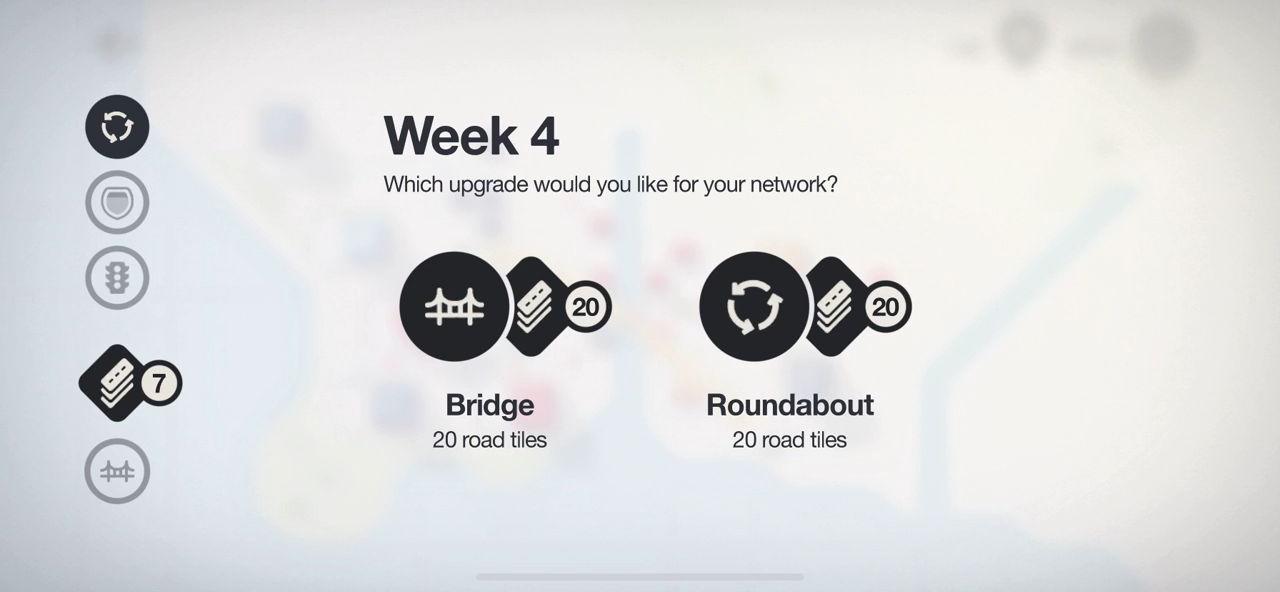 Week 4
Which upgrade would you like for your network?
20
20
Bridge
Roundabout
20 road tiles
20 road tiles
7